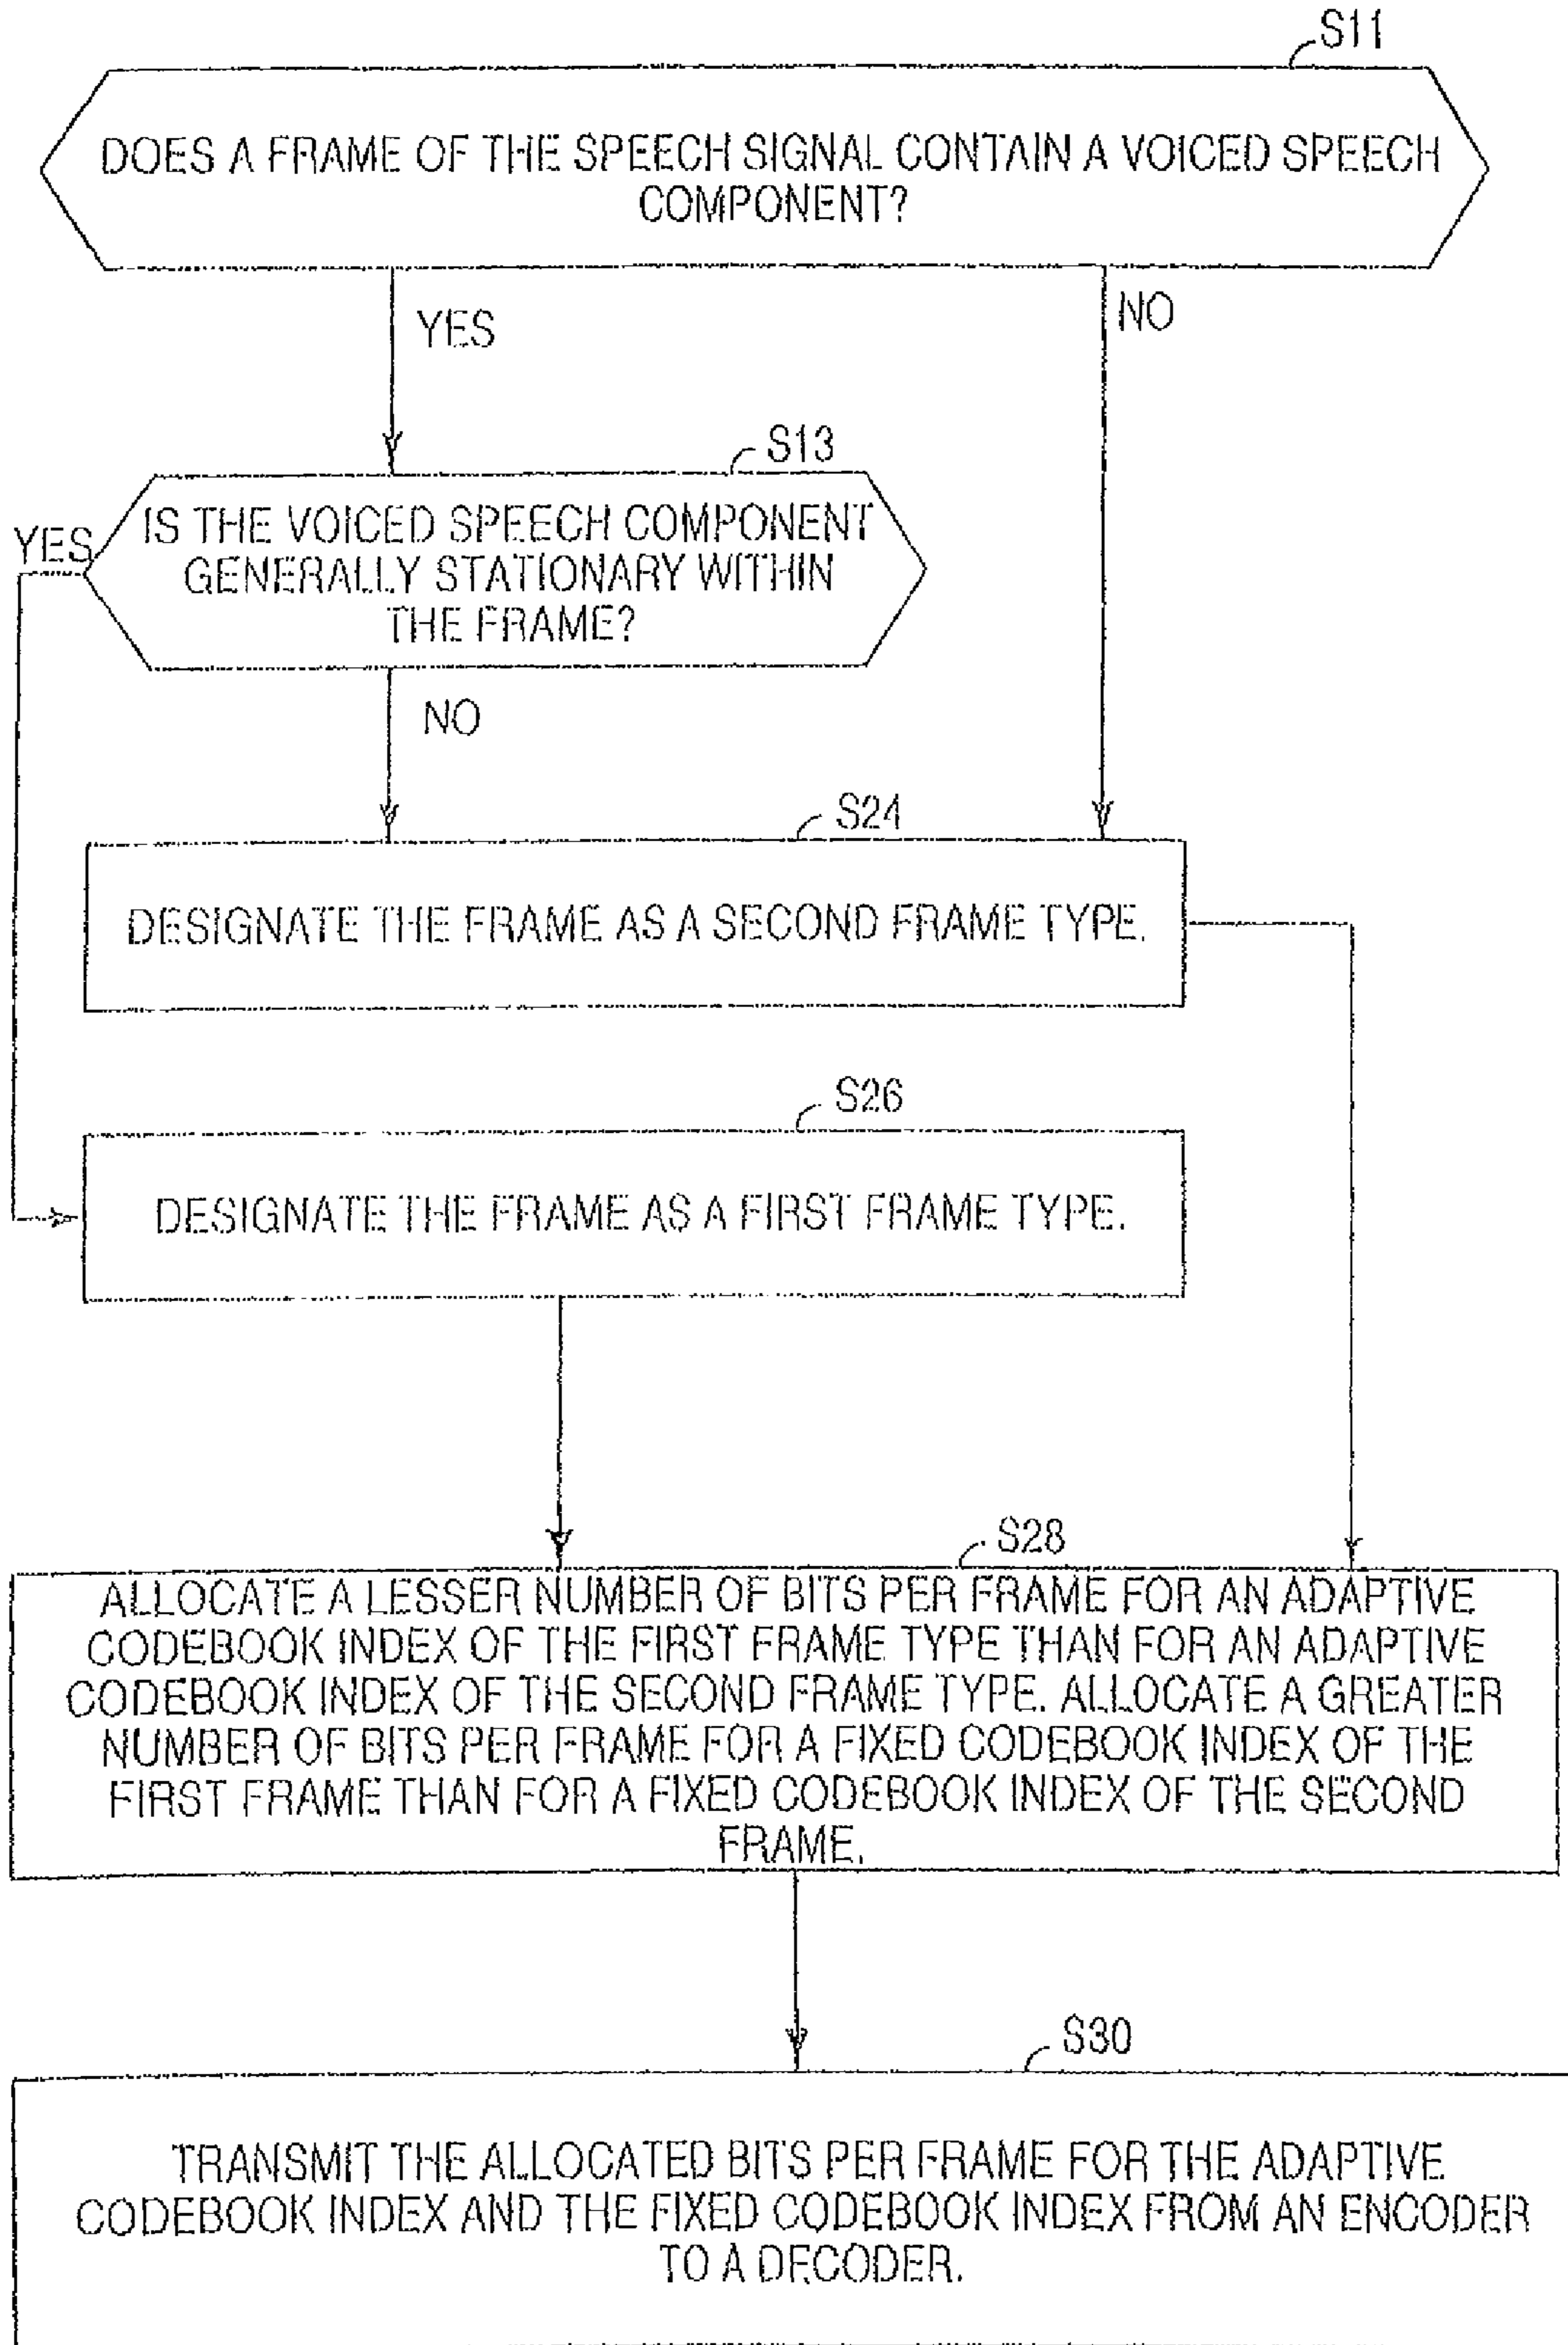 S11
DOES A FRAME OF THE SPEECH SIGNAL CONTAIN A VOICED SPEECH
COMPONENT?
YES
NO
S13
IS THE VOICED SPEECH COMPONENT
GENERALLY STATIONARY WITHIN
THE FRAME?
YES
NO
S24
DESIGNATE THE FRAME AS A SECOND FRAME TYPE.
S26
DESIGNATE THE FRAME AS A FIRST FRAME TYPE.
S28
ALLOCATE A LESSER NUMBER OF BITS PER FRAME FOR AN ADAPTIVE
CODEBOOK INDEX OF THE FIRST FRAME TYPE THAN FOR AN ADAPTIVE
CODEBOOK INDEX OF THE SECOND FRAME TYPE. ALLOCATE A GREATER
NUMBER OF BITS PER FRAME FOR A FIXED CODEBOOK INDEX OF THE
FIRST FRAME THAN FOR A FIXED CODEBOOK INDEX OF THE SECOND
FRAME.
S30
TRANSMIT THE ALLOCATED BITS PER FRAME FOR THE ADAPTIVE
CODEBOOK INDEX AND THE FIXED CODEBOOK INDEX FROM AN ENCODER
TO A DECODER.